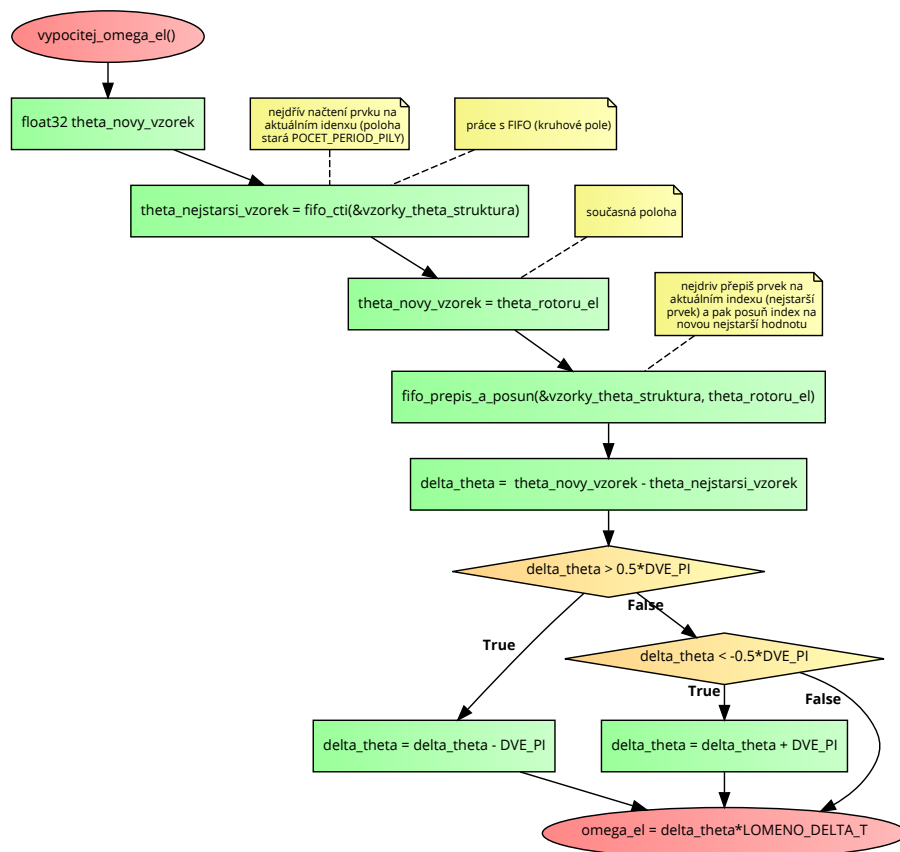 vypocitej_omega_el()
float32 theta_novy_vzorek
nejdřív načtení prvku na
aktuálním idenxu (poloha
stará POCET_PERIOD_PILY)
práce s FIFO (kruhové pole)
theta_nejstarsi_vzorek = fifo_cti(&vzorky_theta_struktura)
současná poloha
theta_novy_vzorek = theta_rotoru_el
nejdriv přepiš prvek na
aktuálním indexu (nejstarší
prvek) a pak posuň index na
novou nejstarší hodnotu
fifo_prepis_a_posun(&vzorky_theta_struktura, theta_rotoru_el)
delta_theta =  theta_novy_vzorek - theta_nejstarsi_vzorek
delta_theta > 0.5*DVE_PI
False
True
delta_theta < -0.5*DVE_PI
True
False
delta_theta = delta_theta - DVE_PI
delta_theta = delta_theta + DVE_PI
omega_el = delta_theta*LOMENO_DELTA_T